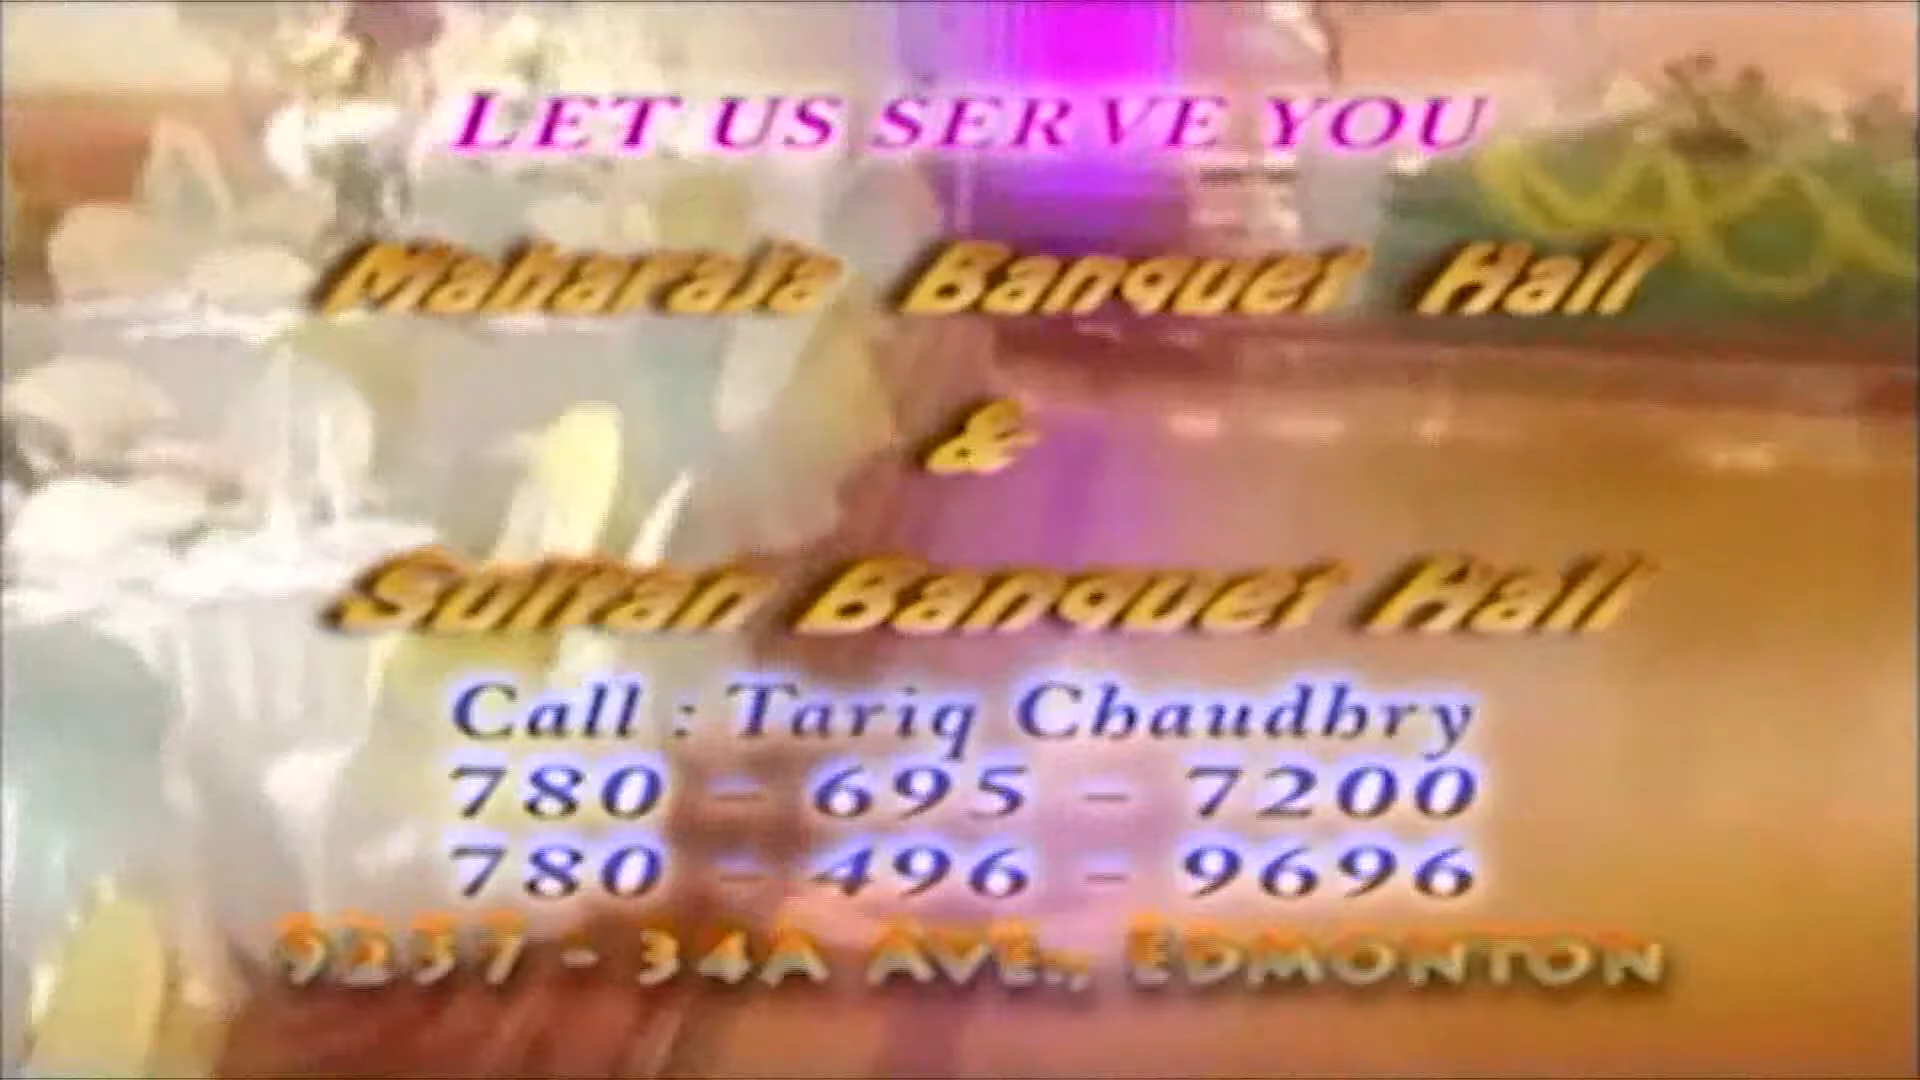 LET US SERVE YOU
Maharaja Banquet Hall
&
Sultan Banquet Hall
Call : Tariq Chaudhry
780 - 695 - 7200
780 - 496 - 9696
9257 - 34A AVE., EDMONTON